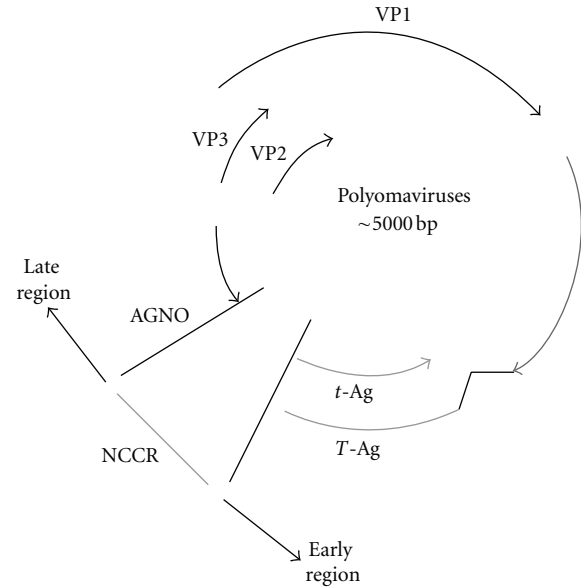 VP1
VP3
VP2
Polyomaviruses
~5000 bp
Late
region
AGNO
t-Ag
T-Ag
NCCR
Early
region